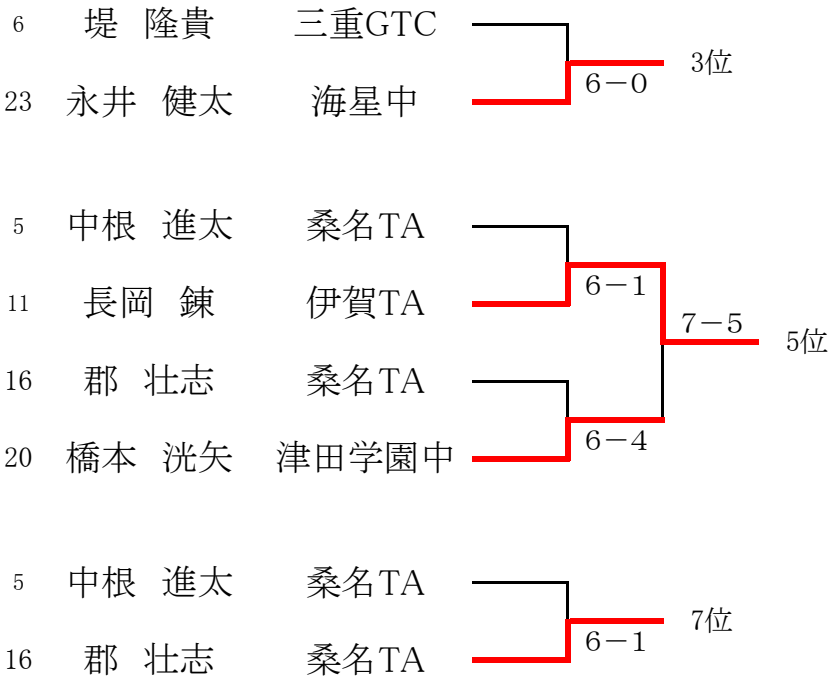 6 堤 隆貴 三重GTC
3位
6－0
23 永井 健太 海星中
5 中根 進太 桑名TA
6－1
11 長岡 錬 伊賀TA
7－5
5位
16 郡 壮志 桑名TA
6－4
20 橋本 洸矢 津田学園中
5 中根 進太 桑名TA
7位
6－1
16 郡 壮志 桑名TA